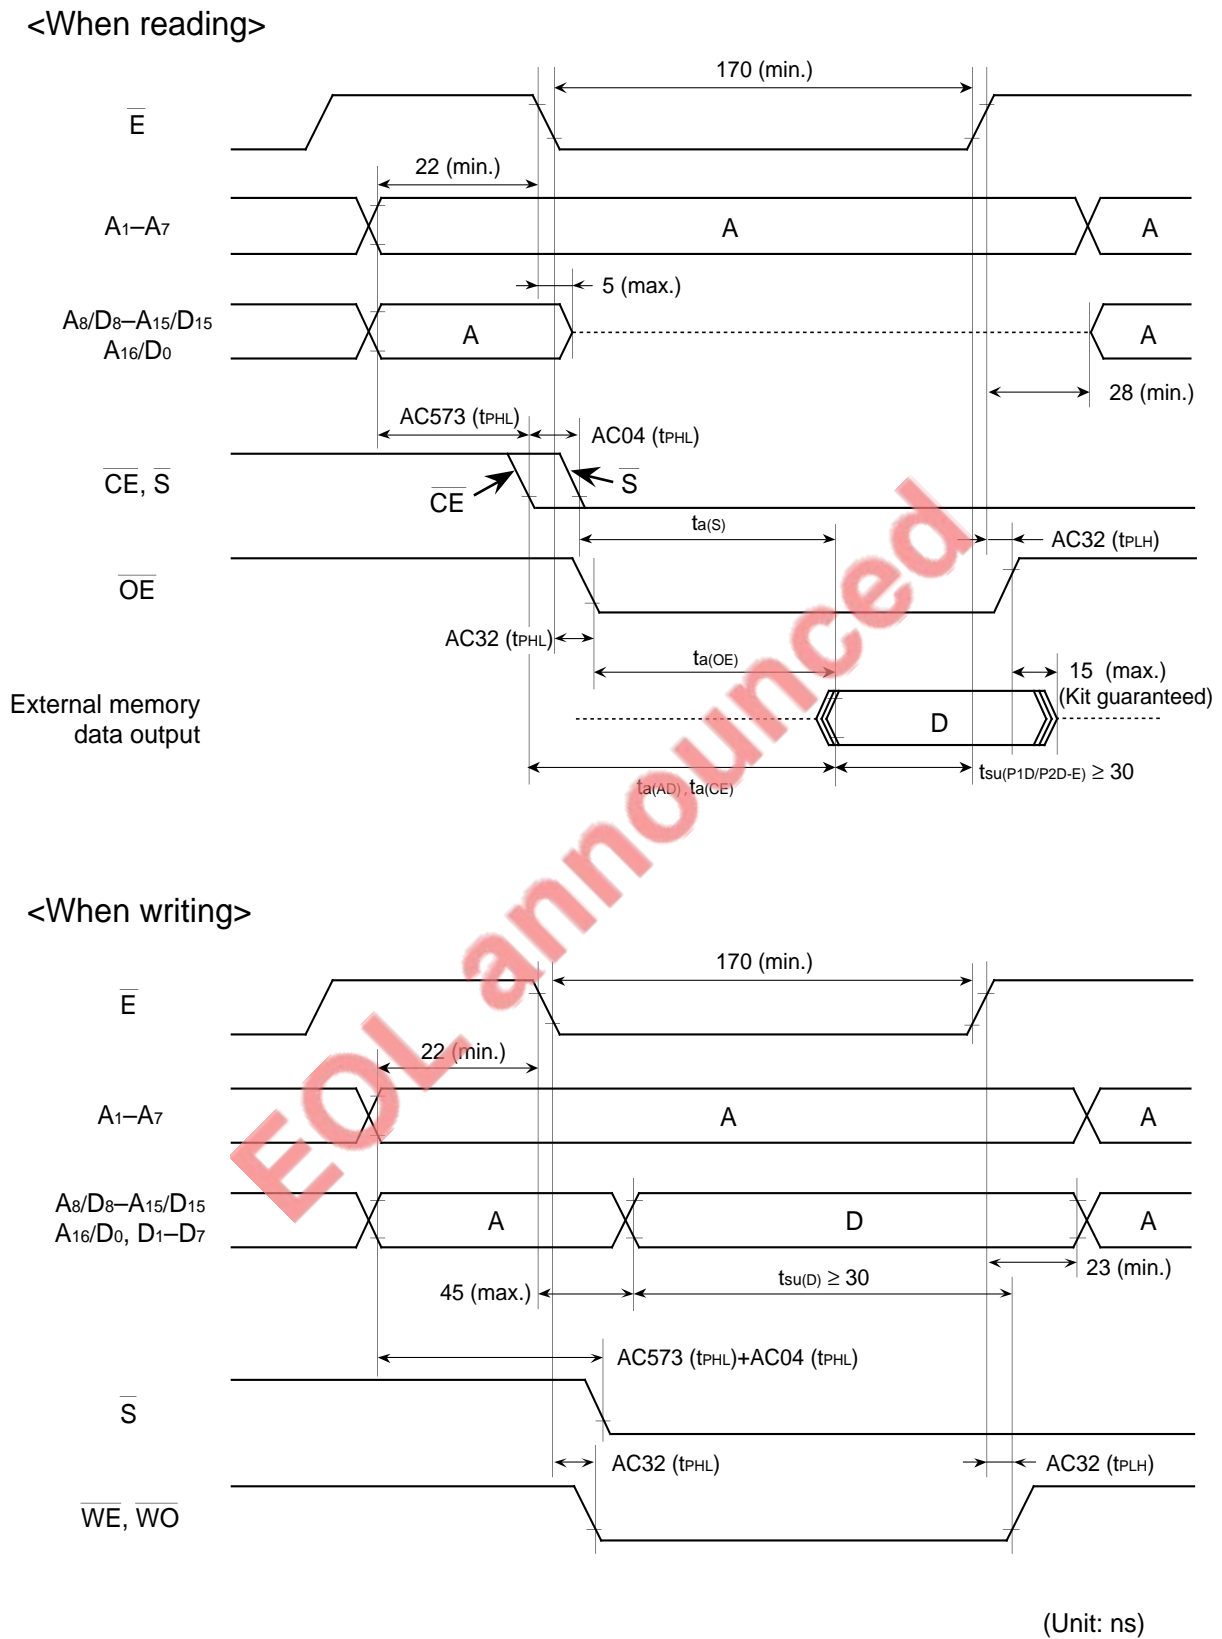 <When reading>
170 (min.)
E
22 (min.)
A1–A7
A
A
5 (max.)
A8/D8–A15/D15
A16/D0
A
A
28 (min.)
AC573 (tPHL)
AC04 (tPHL)
CE, S
CE
S
ta(S)
AC32 (tPLH)
OE
AC32 (tPHL)
ta(OE)
15 (max.)
(Kit guaranteed)
External memory
data output
D
ta(AD), ta(CE)
tsu(P1D/P2D-E) ≥ 30
EOL announced
<When writing>
170 (min.)
E
22 (min.)
A1–A7
A
A
A8/D8–A15/D15
A16/D0, D1–D7
A
D
A
45 (max.)
tsu(D) ≥ 30
23 (min.)
AC573 (tPHL)+AC04 (tPHL)
S
AC32 (tPHL)
AC32 (tPLH)
WE, WO
(Unit: ns)